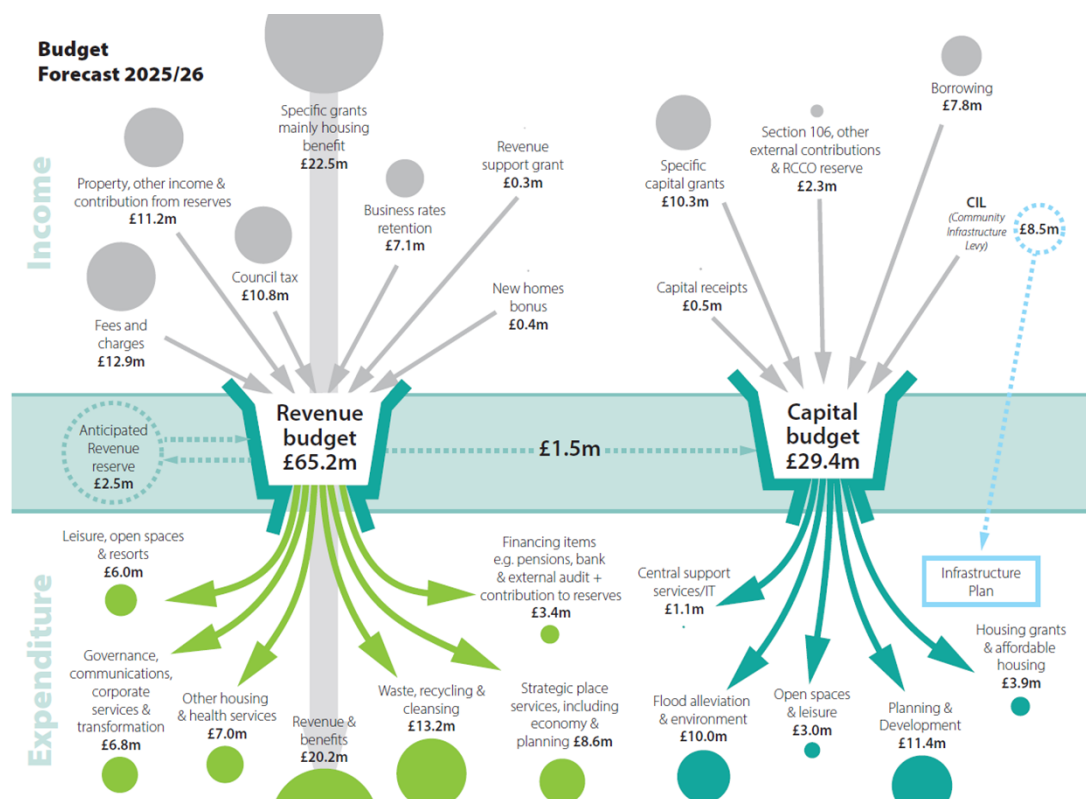 Budget
Forecast 2025/26
Income
Specific grants
mainly housing
benefit
£22.5m
Property, other income &
contribution from reserves
£11.2m
Business rates
retention
£7.1m
Revenue
support grant
£0.3m
Council tax
£10.8m
New homes
bonus
£0.4m
Fees and
charges
£12.9m
Specific
capital grants
£10.3m
Section 106, other
external contributions
& RCCO reserve
£2.3m
Borrowing
£7.8m
CIL
(Community
Infrastructure
Levy)
£8.5m
Capital receipts
£0.5m
Anticipated
Revenue
reserve
£2.5m
Revenue
budget
£65.2m
£1.5m
Capital
budget
£29.4m
Expenditure
Leisure, open spaces
& resorts
£6.0m
Financing items
e.g. pensions, bank
& external audit +
contribution to reserves
£3.4m
Governance,
communications,
corporate
services &
transformation
£6.8m
Other housing
& health services
£7.0m
Revenue &
benefits
£20.2m
Waste, recycling &
cleansing
£13.2m
Strategic place
services, including
economy &
planning £8.6m
Central support
services/IT
£1.1m
Infrastructure
Plan
Flood alleviation
& environment
£10.0m
Open spaces
& leisure
£3.0m
Planning &
Development
£11.4m
Housing grants
& affordable
housing
£3.9m